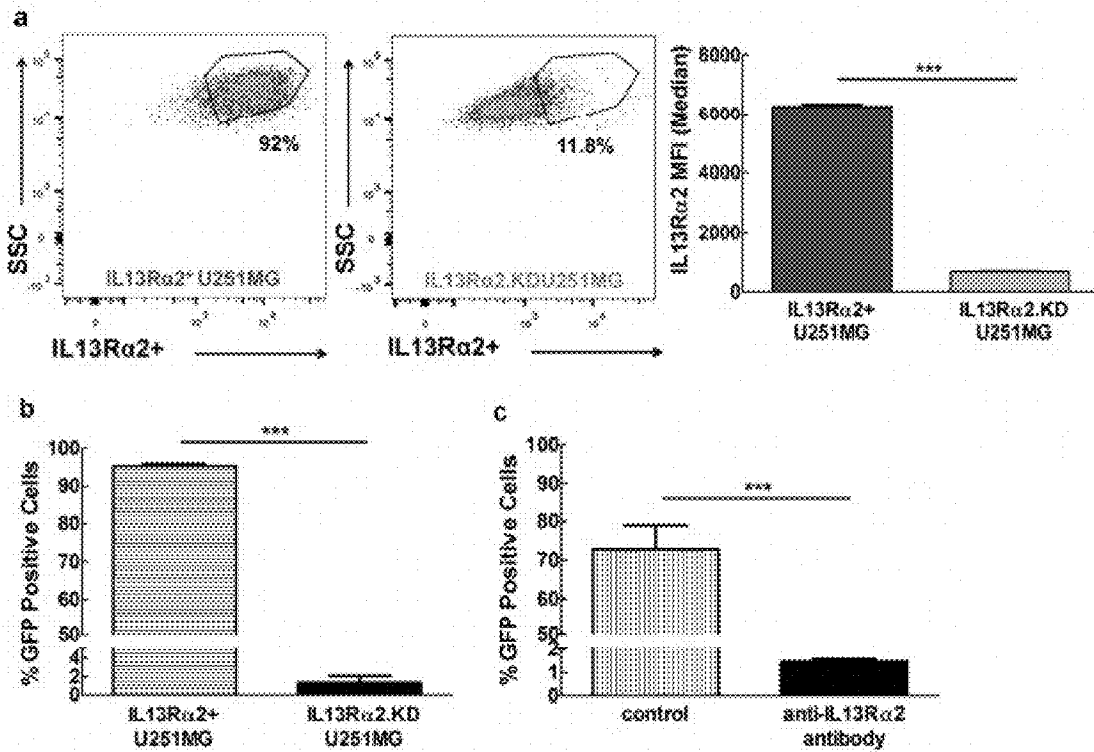 a
SSC
92%
IL13Rα2⁺ U251MG
IL13Rα2+
SSC
11.8%
IL13Rα2.KDU251MG
IL13Rα2+
IL13Rα2 MFI (Median)
8000
6000
4000
2000
0
***
IL13Rα2+
U251MG
IL13Rα2.KD
U251MG
b
% GFP Positive Cells
100
90
80
70
60
50
4
2
0
***
IL13Rα2+
U251MG
IL13Rα2.KD
U251MG
c
% GFP Positive Cells
100
90
80
70
60
50
2
1
0
***
control
anti-IL13Rα2
antibody